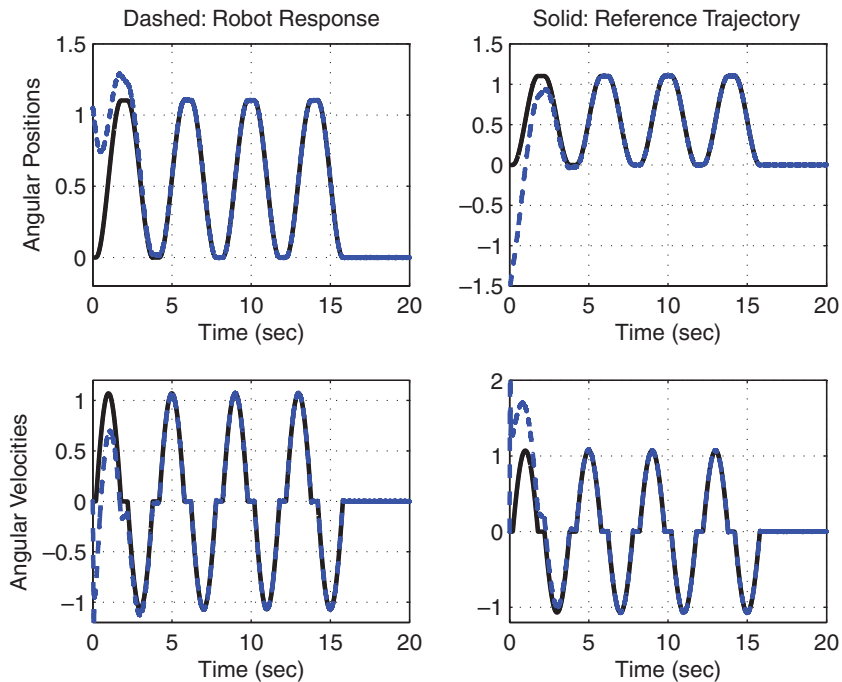 Dashed: Robot Response
Solid: Reference Trajectory
Angular Positions
1.5
1
0.5
0
0 5 10 15 20
Time (sec)
1.5
1
0.5
0
−0.5
−1
−1.5
0 5 10 15 20
Time (sec)
Angular Velocities
1
0.5
0
−0.5
−1
0 5 10 15 20
Time (sec)
2
1
0
−1
0 5 10 15 20
Time (sec)